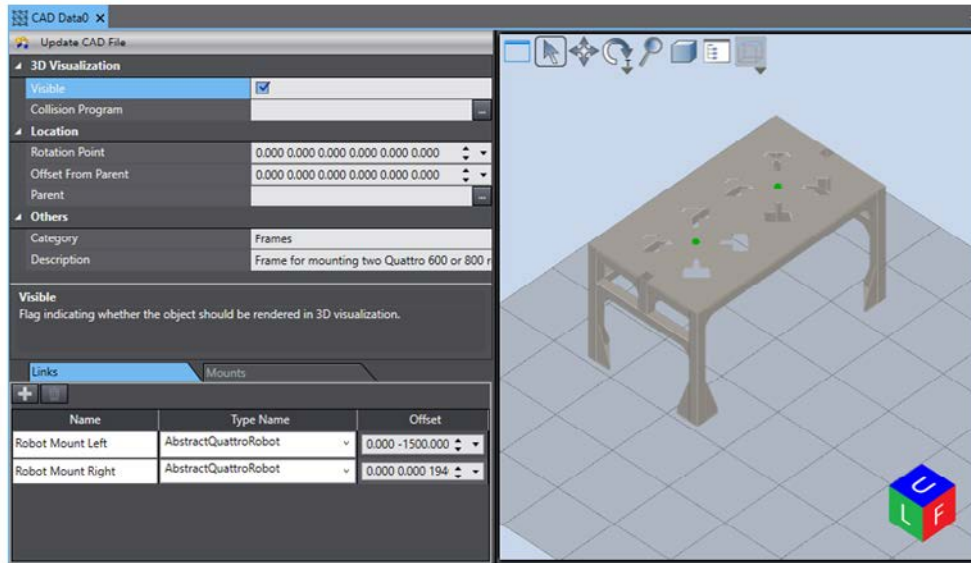 CAD Data0
Update CAD File
3D Visualization
Visible
Collision Program
...
Location
Rotation Point 0.000 0.000 0.000 0.000 0.000 0.000
Offset From Parent 0.000 0.000 0.000 0.000 0.000 0.000
Parent
...
Others
Category Frames
Description Frame for mounting two Quattro 600 or 800 r
Visible
Flag indicating whether the object should be rendered in 3D visualization.
Links Mounts
Name Type Name Offset
Robot Mount Left AbstractQuattroRobot 0.000 -1500.000
Robot Mount Right AbstractQuattroRobot 0.000 0.000 194
U
L F